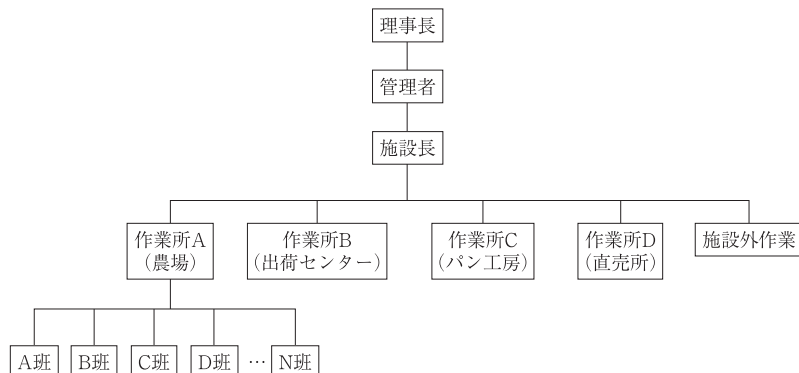 理事長
管理者
施設長
作業所A
(農場)
作業所B
(出荷センター)
作業所C
(パン工房)
作業所D
(直売所)
施設外作業
A班 B班 C班 D班 … N班